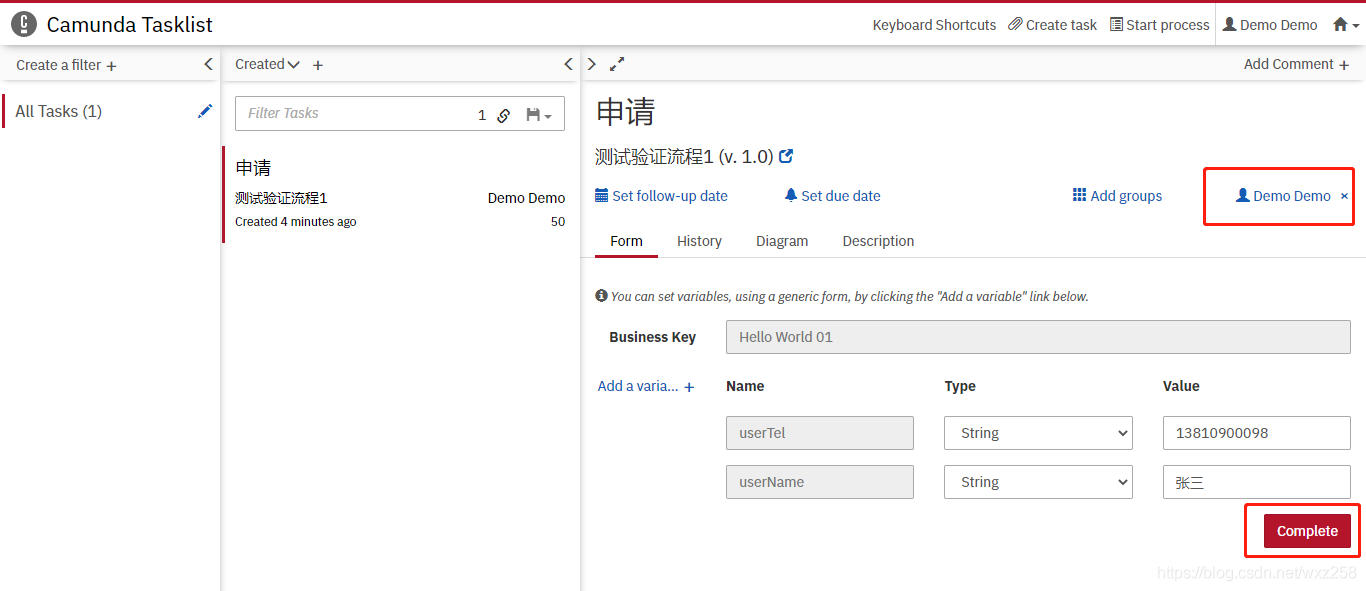 Camunda Tasklist
Keyboard Shortcuts Create task Start process Demo Demo
Create a filter +
Created +
Add Comment +
All Tasks (1)
Filter Tasks 1
申请
测试验证流程1 Demo Demo
Created 4 minutes ago 50
申请
测试验证流程1 (v. 1.0)
Set follow-up date Set due date Add groups Demo Demo ×
Form History Diagram Description
You can set variables, using a generic form, by clicking the "Add a variable" link below.
Business Key Hello World 01
Add a varia... + Name Type Value
userTel String 13810900098
userName String 张三
Complete
https://blog.csdn.net/wxz258